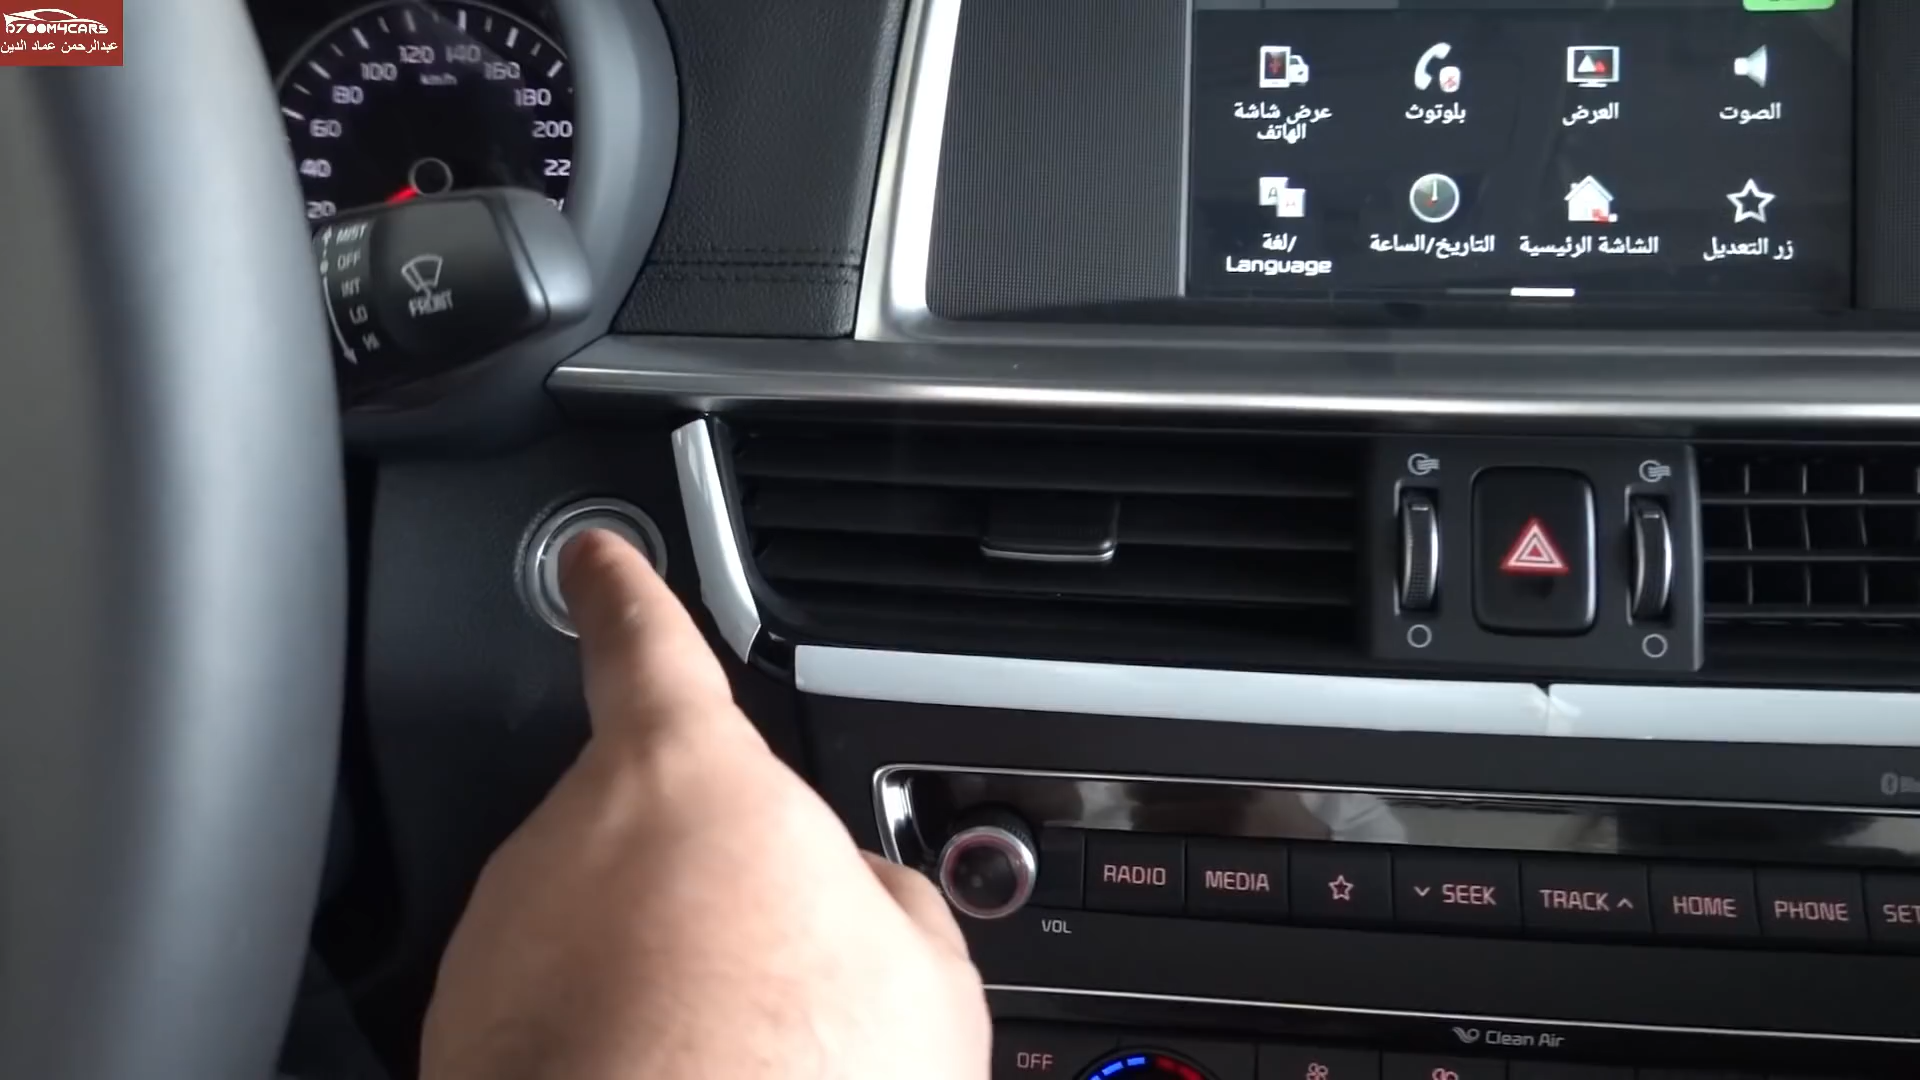 D700M4CARS
عبدالرحمن عماد الدين
120 140
100 km/h 160
80 180
60 200
40 22
20
MIST
OFF
INT
LO
HI
FRONT
الصوت
العرض
بلوتوث
عرض شاشة
الهاتف
زر التعديل
الشاشة الرئيسية
التاريخ/الساعة
لغة/
Language
RADIO
MEDIA
SEEK
TRACK
HOME
PHONE
SET
VOL
Clean Air
OFF